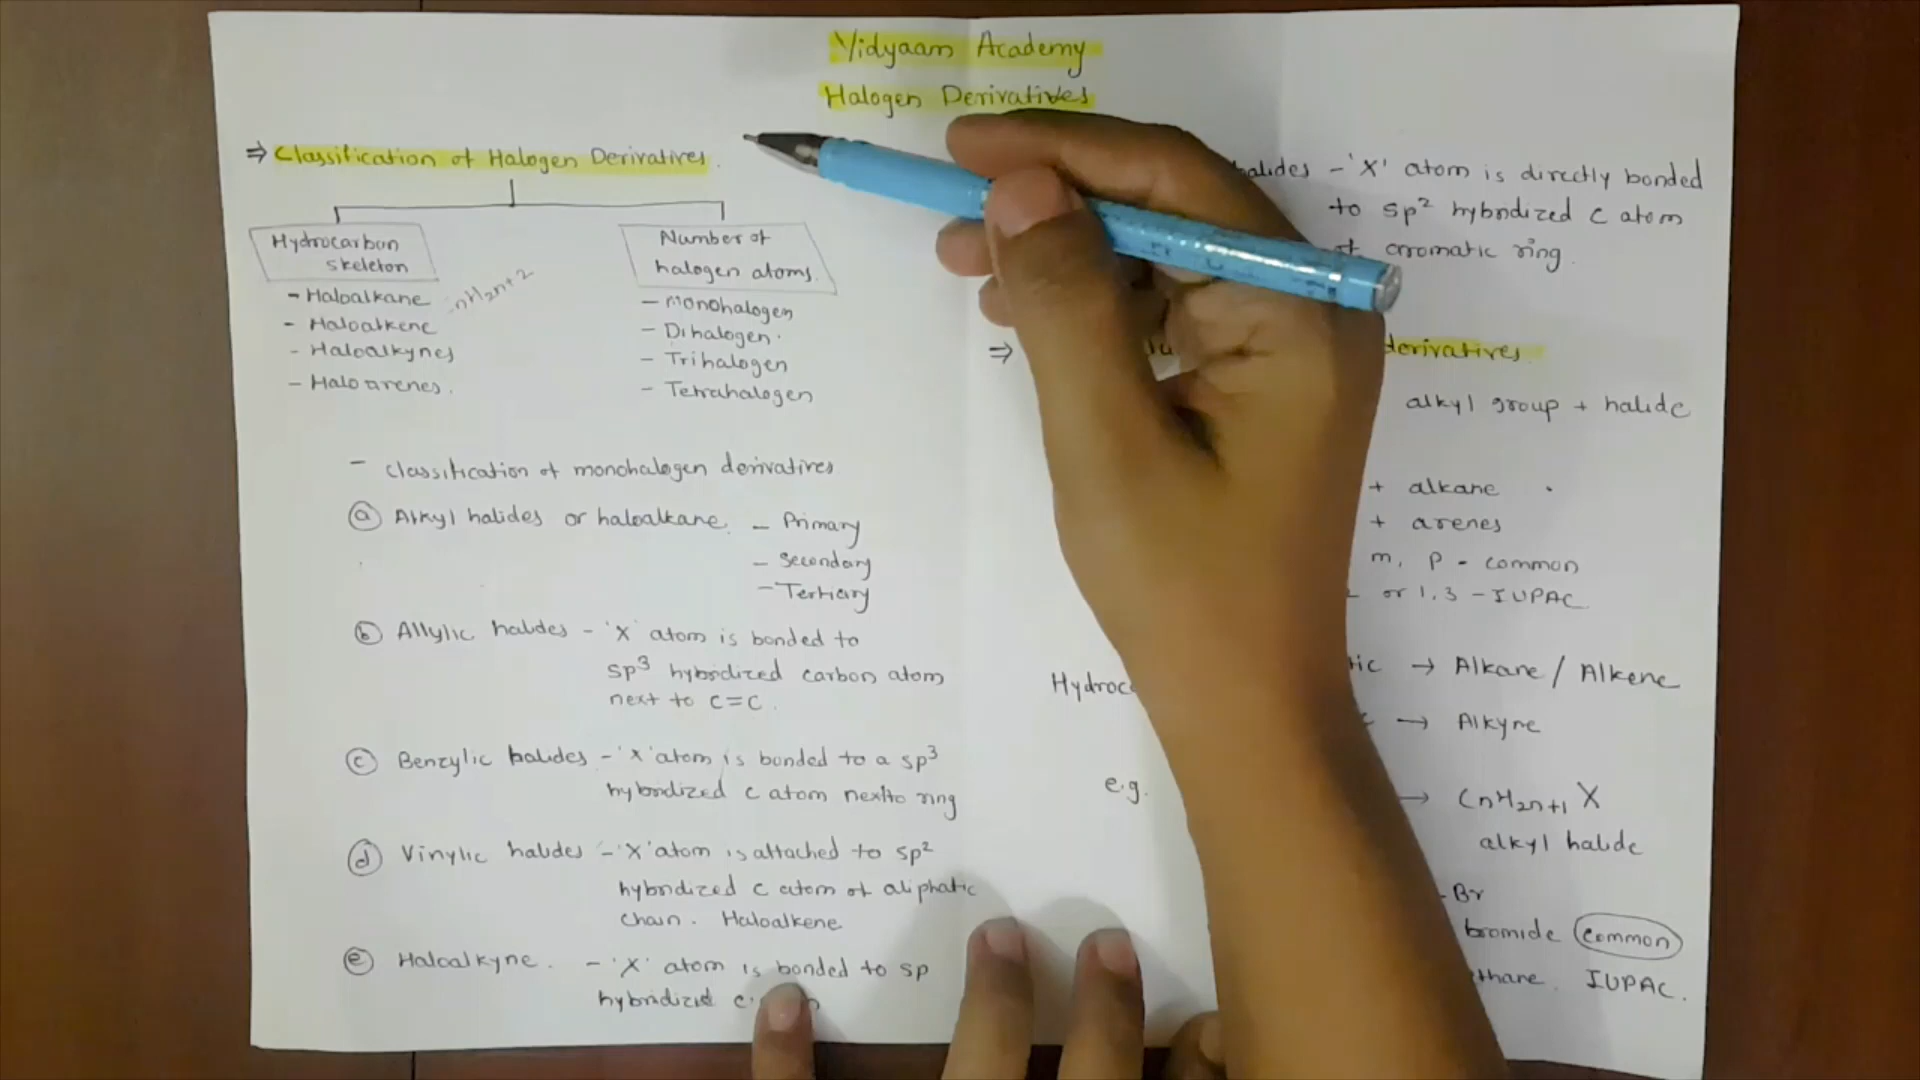 Vidyaam Academy
Halogen Derivatives
⇒ Classification of Halogen Derivatives.
Hydrocarbon
skeleton
- Haloalkane
nH2n+2
- Haloalkene
- Haloalkynes
- Haloarenes.
Number of
halogen atoms.
- Monohalogen
- Dihalogen.
- Trihalogen
- Tetrahalogen
- Classification of monohalogen derivatives
ⓐ Alkyl halides or haloalkane. - Primary
- Secondary
- Tertiary
ⓑ Allylic halides - 'X' atom is bonded to
sp³ hybridized carbon atom
next to C=C.
ⓒ Benzylic halides - 'X' atom is bonded to a sp³
hybridized C atom next to ring
ⓓ Vinylic halides - 'X' atom is attached to sp²
hybridized C atom of aliphatic
chain. Haloalkene
ⓔ Haloalkyne. - 'X' atom is bonded to sp
hybridized
halides - 'X' atom is directly bonded
to sp² hybridized C atom
aromatic ring.
⇒ derivatives.
alkyl group + halide
+ alkane
+ arenes
m, p - common
or 1,3 - IUPAC.
→ Alkane / Alkene
Hydroc
→ Alkyne
e.g.
→ CnH2n+1 X
alkyl halide
-Br
bromide common
thane. IUPAC.